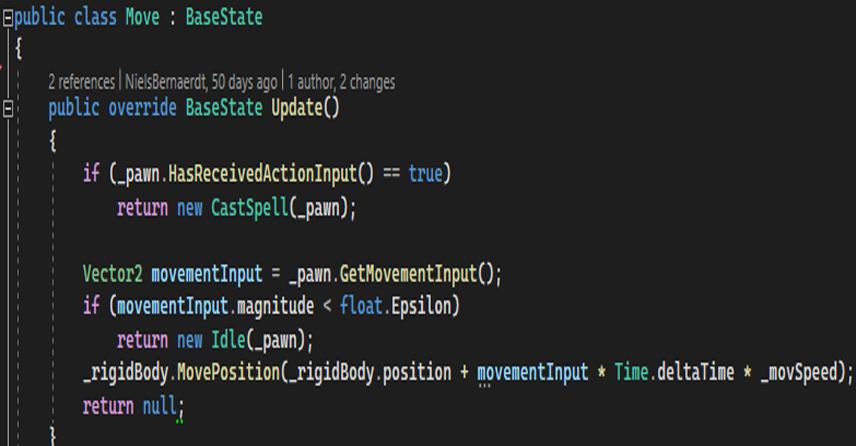 public class Move : BaseState
{
2 references | NielsBernaerdt, 50 days ago | 1 author, 2 changes
public override BaseState Update()
{
if (_pawn.HasReceivedActionInput() == true)
return new CastSpell(_pawn);
Vector2 movementInput = _pawn.GetMovementInput();
if (movementInput.magnitude < float.Epsilon)
return new Idle(_pawn);
_rigidBody.MovePosition(_rigidBody.position + movementInput * Time.deltaTime * _movSpeed);
return null;
}